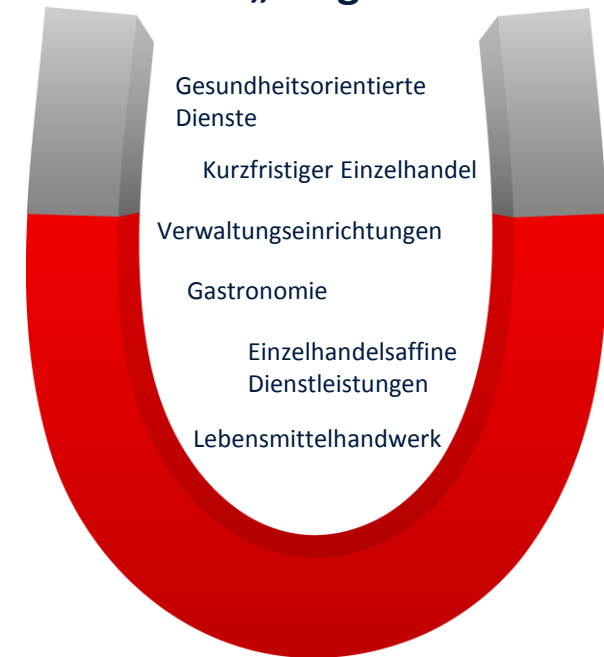 Gesundheitsorientierte
Dienste
Kurzfristiger Einzelhandel
Verwaltungseinrichtungen
Gastronomie
Einzelhandelsaffine
Dienstleistungen
Lebensmittelhandwerk